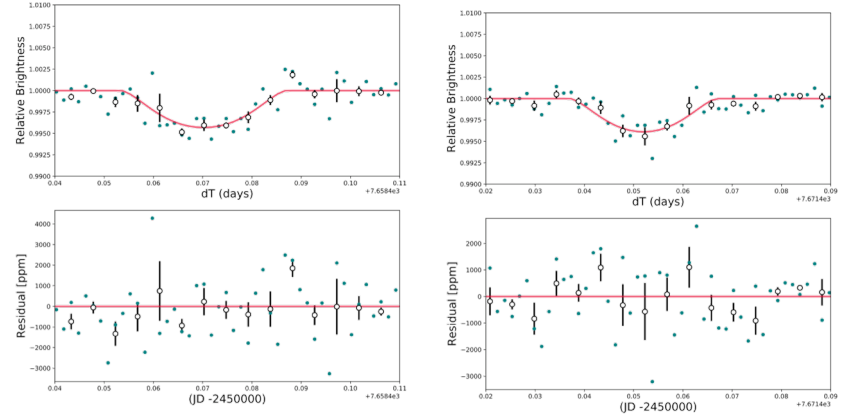 1.0100
1.0075
1.0050
1.0025
1.0000
0.9975
0.9950
0.9925
0.9900
Relative Brightness
0.04 0.05 0.06 0.07 0.08 0.09 0.10 0.11
dT (days)
+7.6584e3
1.0100
1.0075
1.0050
1.0025
1.0000
0.9975
0.9950
0.9925
0.9900
Relative Brightness
0.02 0.03 0.04 0.05 0.06 0.07 0.08 0.09
dT (days)
+7.6714e3
4000
3000
2000
1000
0
−1000
−2000
−3000
Residual [ppm]
0.04 0.05 0.06 0.07 0.08 0.09 0.10 0.11
(JD -2450000)
+7.6584e3
2000
1000
0
−1000
−2000
−3000
Residual [ppm]
0.02 0.03 0.04 0.05 0.06 0.07 0.08 0.09
(JD -2450000)
+7.6714e3